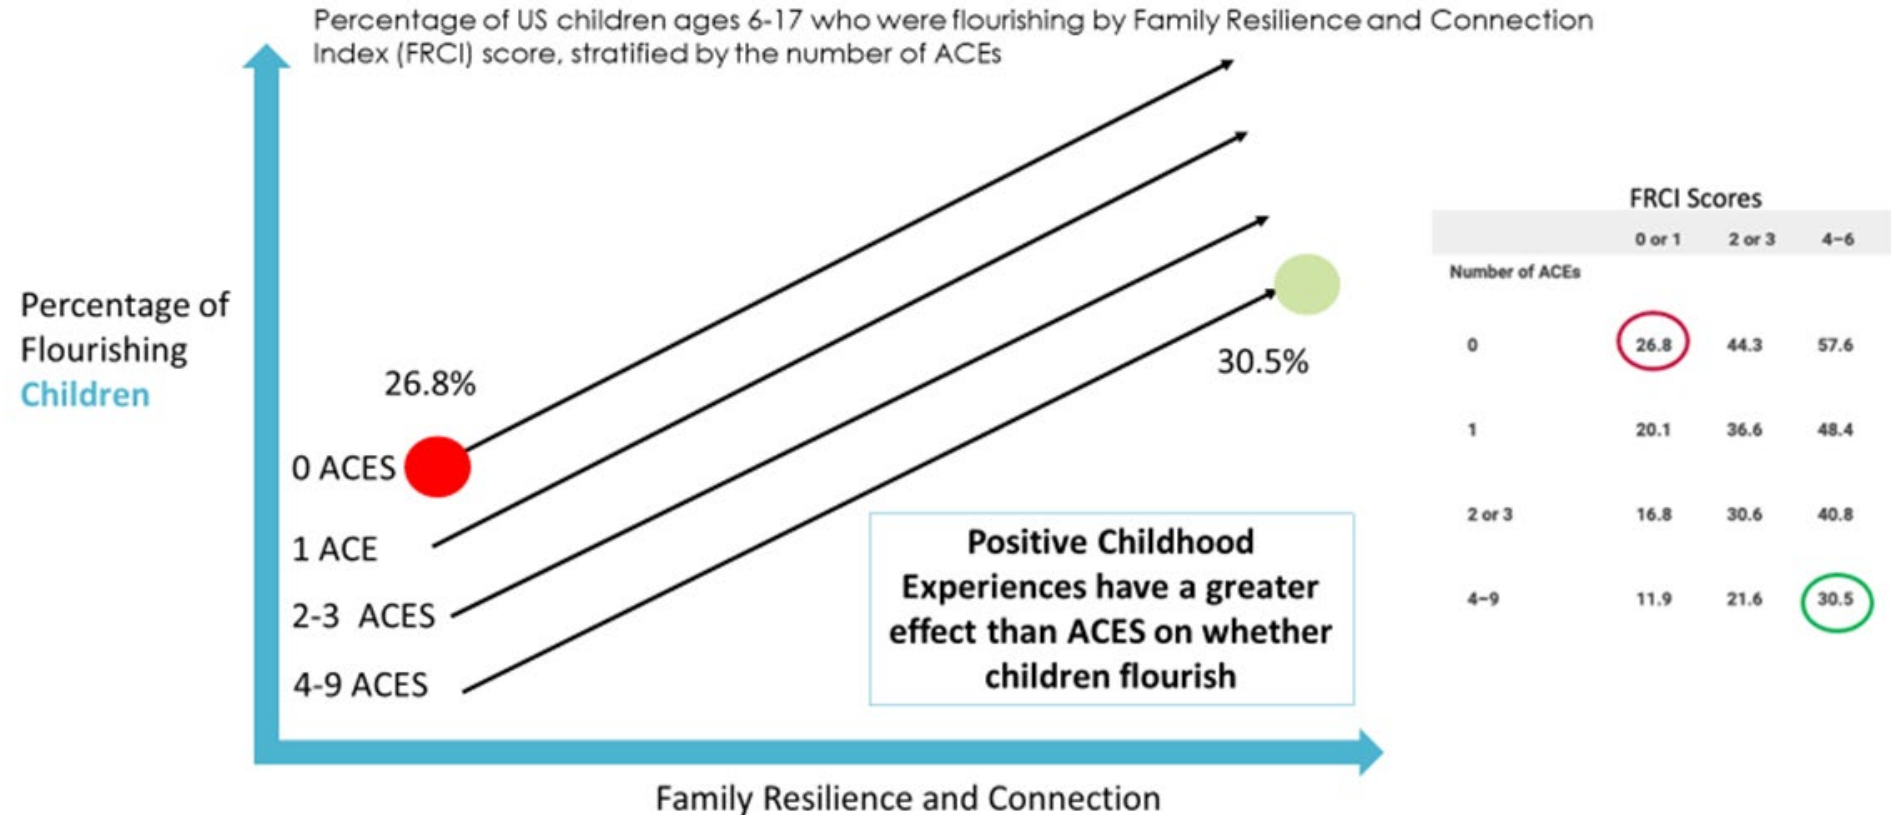 Percentage of US children ages 6-17 who were flourishing by Family Resilience and Connection
Index (FRCI) score, stratified by the number of ACEs
Percentage of
Flourishing
Children
26.8%
0 ACES
1 ACE
2-3 ACES
4-9 ACES
30.5%
Positive Childhood
Experiences have a greater
effect than ACES on whether
children flourish
Family Resilience and Connection
FRCI Scores
0 or 1 2 or 3 4–6
Number of ACEs
0 26.8 44.3 57.6
1 20.1 36.6 48.4
2 or 3 16.8 30.6 40.8
4–9 11.9 21.6 30.5